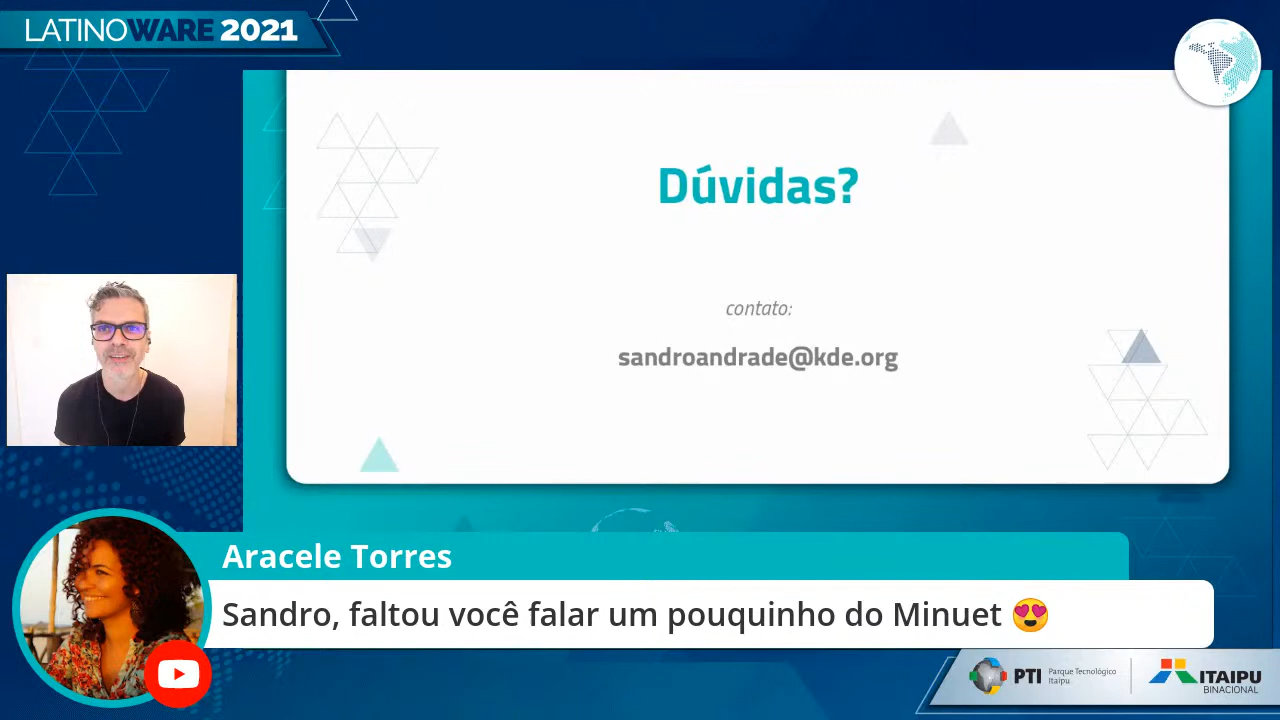 LATINOWARE 2021
Dúvidas?
contato:
sandroandrade@kde.org
Aracele Torres
Sandro, faltou você falar um pouquinho do Minuet 😍
PTI Parque Tecnológico
Itaipu
ITAIPU
BINACIONAL